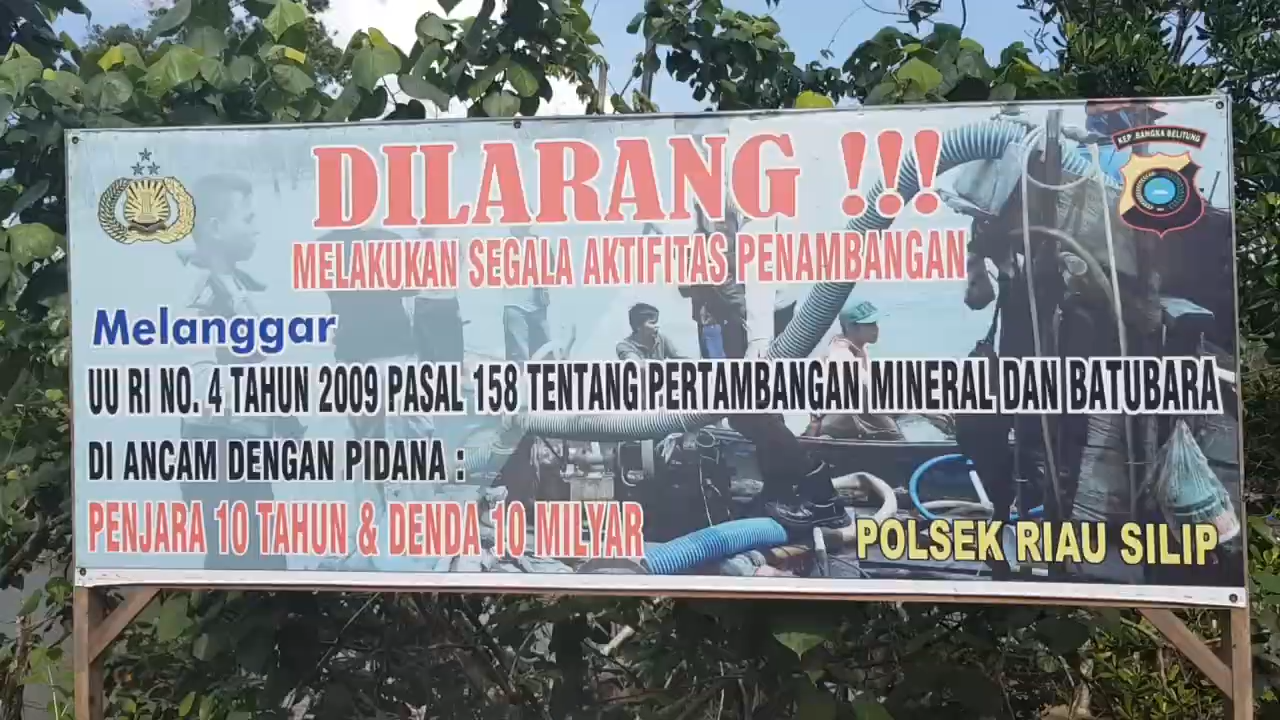 DILARANG !!!
KEP. BANGKA BELITUNG
MELAKUKAN SEGALA AKTIFITAS PENAMBANGAN
Melanggar
UU RI NO. 4 TAHUN 2009 PASAL 158 TENTANG PERTAMBANGAN MINERAL DAN BATUBARA
DI ANCAM DENGAN PIDANA :
PENJARA 10 TAHUN & DENDA 10 MILYAR
POLSEK RIAU SILIP